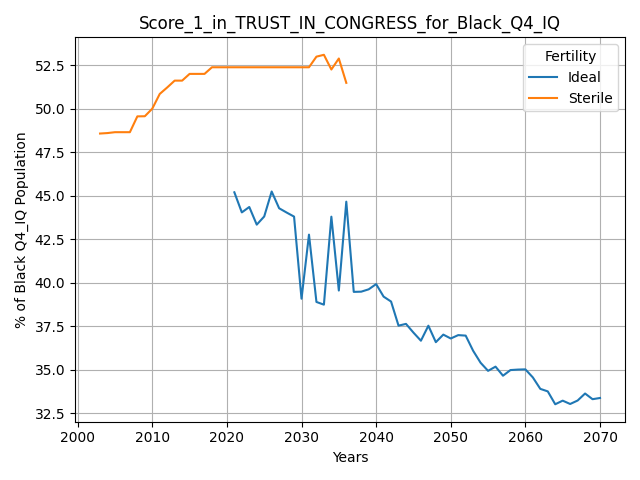 Score_1_in_TRUST_IN_CONGRESS_for_Black_Q4_IQ
% of Black Q4_IQ Population
52.5
50.0
47.5
45.0
42.5
40.0
37.5
35.0
32.5
Fertility
Ideal
Sterile
2000
2010
2020
2030
2040
2050
2060
2070
Years